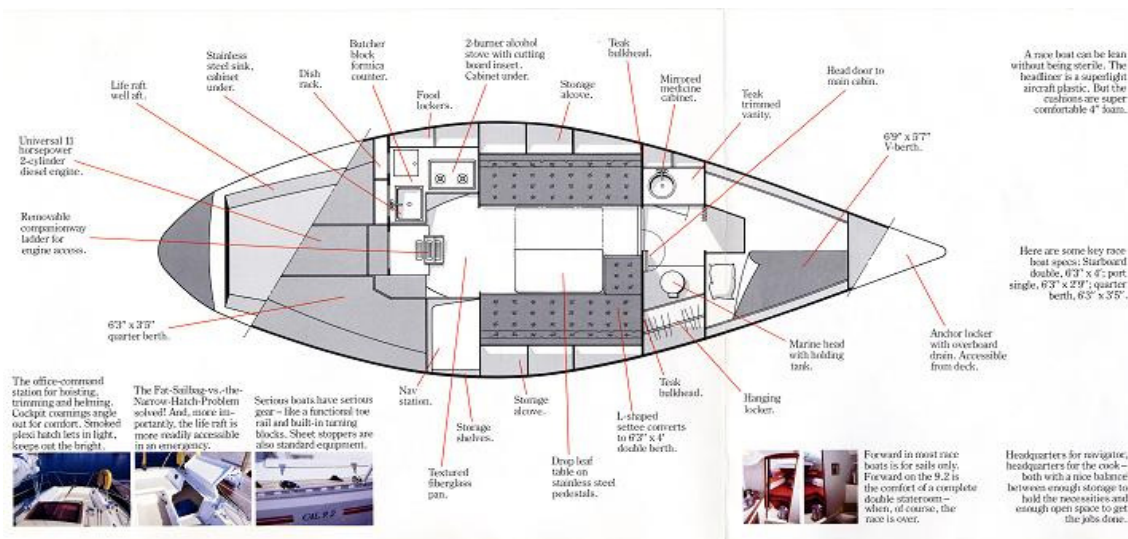 Life raft
well aft.
Stainless
steel sink,
cabinet
under.
Dish
rack.
Butcher
block
formica
counter.
Food
lockers.
2-burner alcohol
stove with cutting
board insert.
Cabinet under.
Storage
alcove.
Teak
bulkhead.
Mirrored
medicine
cabinet.
Teak
trimmed
vanity.
Head door to
main cabin.
6'9" x 5'7"
V-berth.
A race boat can be lean
without being sterile. The
headliner is a superlight
aircraft plastic. But the
cushions are super
comfortable 4" foam.
Universal 11
horsepower
2-cylinder
diesel engine.
Removable
companionway
ladder for
engine access.
6'3" x 3'5"
quarter berth.
Here are some key race
boat specs: Starboard
double, 6'3" x 4'; port
single, 6'3" x 2'9"; quarter
berth, 6'3" x 3'5".
Nav
station.
Storage
shelves.
Textured
fiberglass
pan.
Storage
alcove.
Drop leaf
table on
stainless steel
pedestals.
L-shaped
settee converts
to 6'3" x 4'
double berth.
Teak
bulkhead.
Hanging
locker.
Marine head
with holding
tank.
Anchor locker
with overboard
drain. Accessible
from deck.
The office-command
station for hoisting,
trimming and helming.
Cockpit coamings angle
out for comfort. Smoked
plexi hatch lets in light,
keeps out the bright.
The Fat-Sailbag-vs.-the-
Narrow-Hatch-Problem
solved! And, more im-
portantly, the life raft is
more readily accessible
in an emergency.
Serious boats have serious
gear – like a functional toe
rail and built-in turning
blocks. Sheet stoppers are
also standard equipment.
CAL 9.2
Forward in most race
boats is for sails only.
Forward on the 9.2 is
the comfort of a complete
double stateroom –
when, of course, the
race is over.
Headquarters for navigator,
headquarters for the cook –
both with a nice balance
between enough storage to
hold the necessities and
enough open space to get
the jobs done.